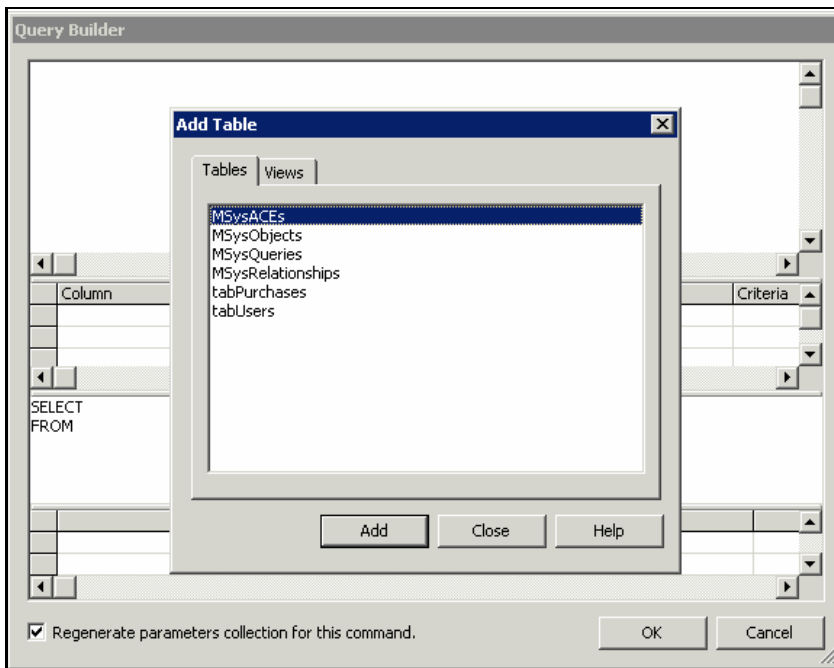 Query Builder
Add Table
Tables Views
MSysACEs
MSysObjects
MSysQueries
MSysRelationships
tabPurchases
tabUsers
Column Criteria
SELECT
FROM
Add Close Help
Regenerate parameters collection for this command. OK Cancel